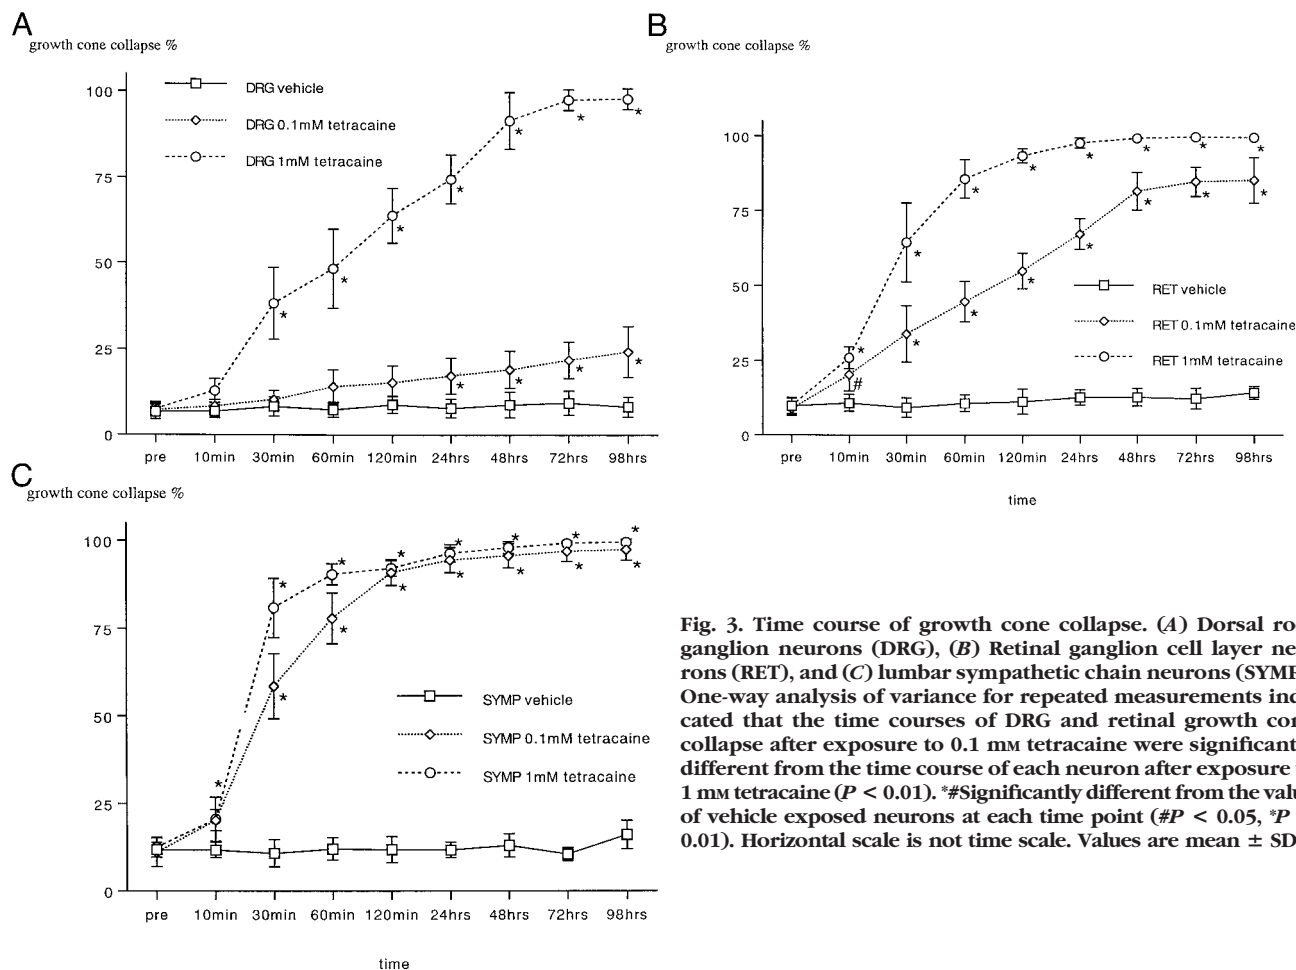 A
growth cone collapse %
100
75
50
25
0
DRG vehicle
DRG 0.1mM tetracaine
DRG 1mM tetracaine
* * * * * * *
* * * *
pre 10min 30min 60min 120min 24hrs 48hrs 72hrs 98hrs
B
growth cone collapse %
100
75
50
25
0
RET vehicle
RET 0.1mM tetracaine
RET 1mM tetracaine
* * * * * * * *
# * * * * * * *
pre 10min 30min 60min 120min 24hrs 48hrs 72hrs 98hrs
time
C
growth cone collapse %
100
75
50
25
0
SYMP vehicle
SYMP 0.1mM tetracaine
SYMP 1mM tetracaine
* * * * * * * *
* * * * * * *
pre 10min 30min 60min 120min 24hrs 48hrs 72hrs 98hrs
time
Fig. 3. Time course of growth cone collapse. (A) Dorsal ro
ganglion neurons (DRG), (B) Retinal ganglion cell layer ne
rons (RET), and (C) lumbar sympathetic chain neurons (SYMP
One-way analysis of variance for repeated measurements ind
cated that the time courses of DRG and retinal growth con
collapse after exposure to 0.1 mM tetracaine were significant
different from the time course of each neuron after exposure
1 mM tetracaine (P < 0.01). *#Significantly different from the valu
of vehicle exposed neurons at each time point (#P < 0.05, *P
0.01). Horizontal scale is not time scale. Values are mean ± SD